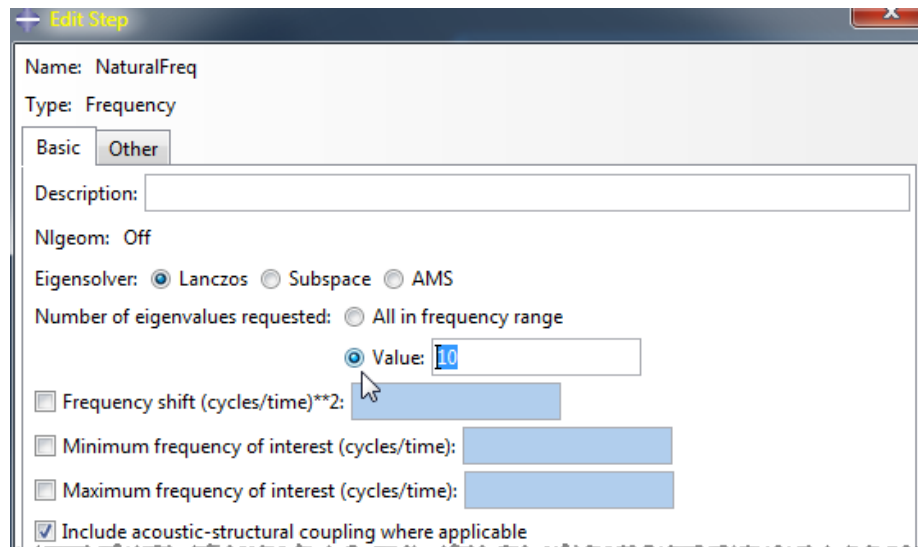 Edit Step
Name: NaturalFreq
Type: Frequency
Basic Other
Description:
Nlgeom: Off
Eigensolver: Lanczos Subspace AMS
Number of eigenvalues requested: All in frequency range
Value: 10
Frequency shift (cycles/time)**2:
Minimum frequency of interest (cycles/time):
Maximum frequency of interest (cycles/time):
Include acoustic-structural coupling where applicable